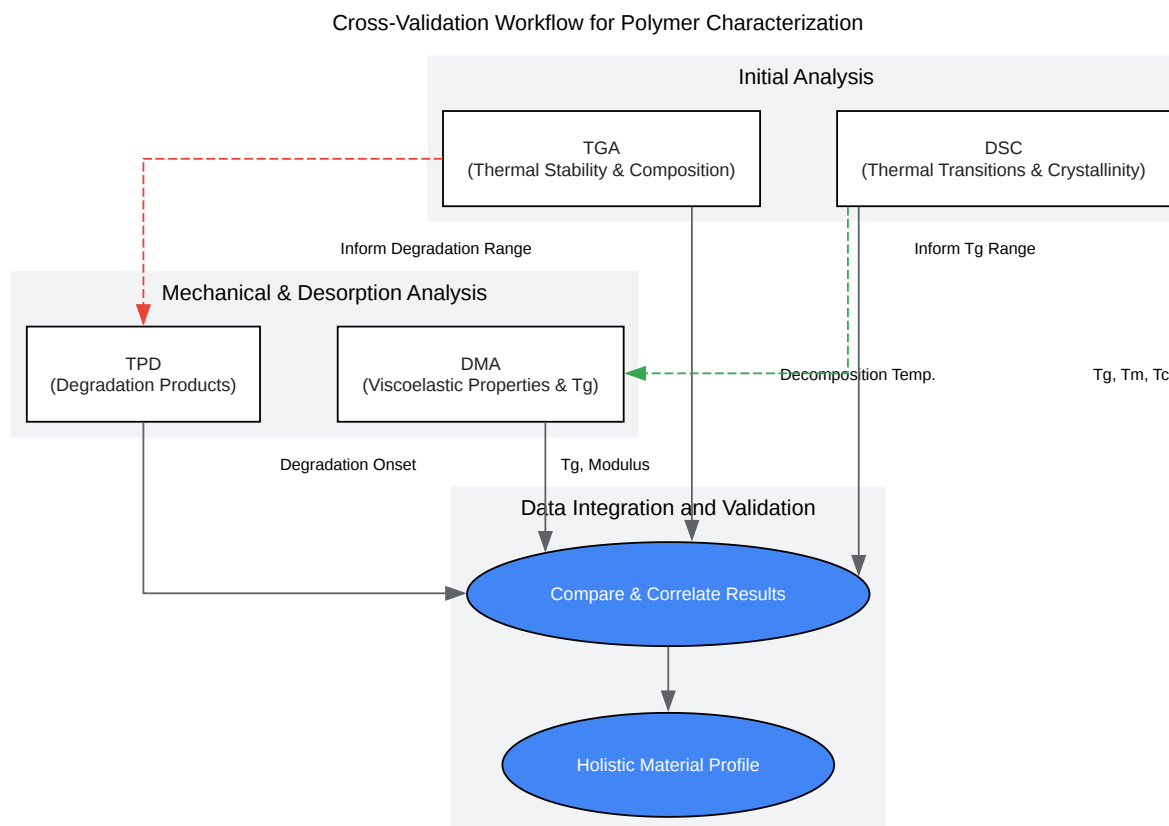 Cross-Validation Workflow for Polymer Characterization
Initial Analysis
TGA
(Thermal Stability & Composition)
DSC
(Thermal Transitions & Crystallinity)
Inform Degradation Range
Inform Tg Range
Mechanical & Desorption Analysis
TPD
(Degradation Products)
DMA
(Viscoelastic Properties & Tg)
Decomposition Temp.
Tg, Tm, Tc
Degradation Onset
Tg, Modulus
Data Integration and Validation
Compare & Correlate Results
Holistic Material Profile